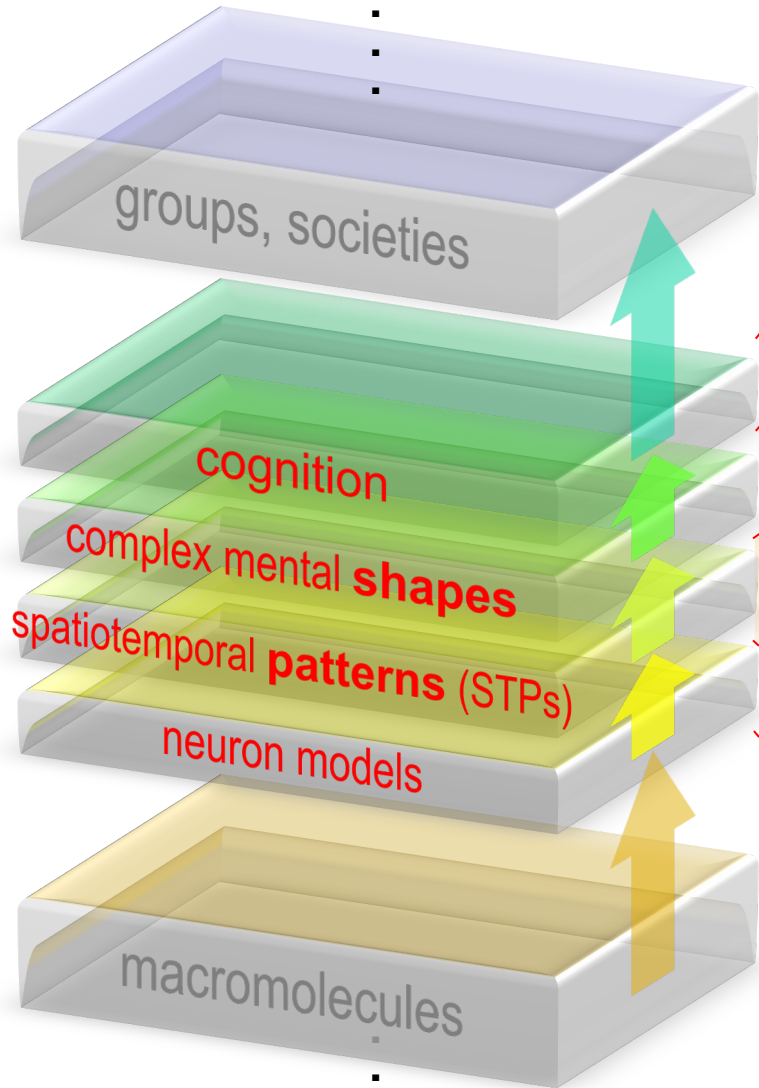 groups, societies
cognition
complex mental shapes
spatiotemporal patterns (STPs)
neuron models
macromolecules